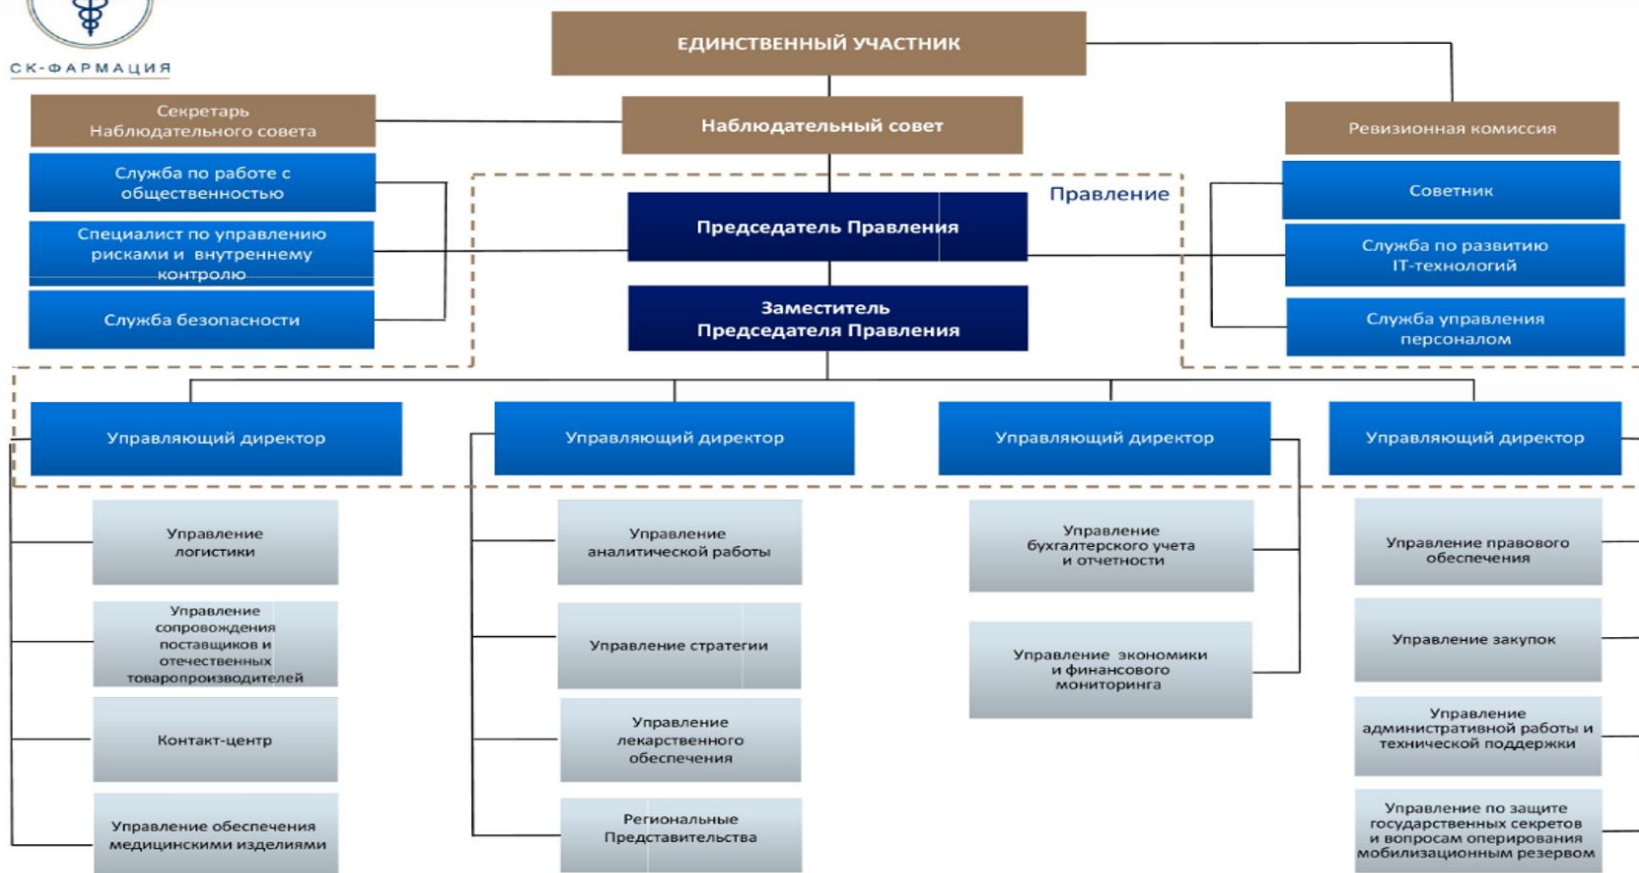 СК-ФАРМАЦИЯ
ЕДИНСТВЕННЫЙ УЧАСТНИК
Секретарь
Наблюдательного совета
Наблюдательный совет
Ревизионная комиссия
Служба по работе с
общественностью
Специалист по управлению
рисками и внутреннему
контролю
Служба безопасности
Председатель Правления
Правление
Заместитель
Председателя Правления
Советник
Служба по развитию
IT-технологий
Служба управления
персоналом
Управляющий директор
Управляющий директор
Управляющий директор
Управляющий директор
Управление
логистики
Управление
сопровождения
поставщиков и
отечественных
товаропроизводителей
Контакт-центр
Управление обеспечения
медицинскими изделиями
Управление
аналитической работы
Управление стратегии
Управление
лекарственного
обеспечения
Региональные
Представительства
Управление
бухгалтерского учета
и отчетности
Управление экономики
и финансового
мониторинга
Управление правового
обеспечения
Управление закупок
Управление
административной работы и
технической поддержки
Управление по защите
государственных секретов
и вопросам оперирования
мобилизационным резервом